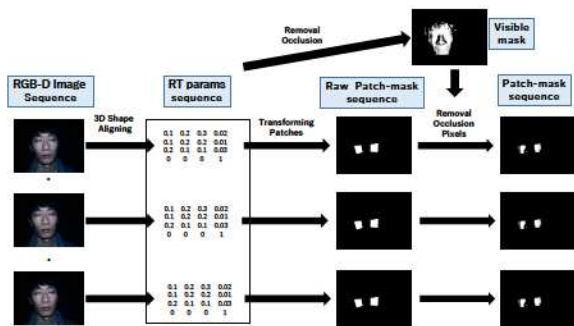 Removal
Occlusion
Visible
mask
RGB-D Image
Sequence
RT params
sequence
Raw Patch-mask
sequence
Patch-mask
sequence
3D Shape
Aligning
Transforming
Patches
Removal
Occlusion
Pixels
0.1 0.2 0.3 0.02
0.1 0.2 0.2 0.01
0.2 0.1 0.1 0.03
0 0 0 1
0.1 0.2 0.3 0.02
0.1 0.2 0.2 0.01
0.2 0.1 0.1 0.03
0 0 0 1
0.1 0.2 0.3 0.02
0.1 0.2 0.2 0.01
0.2 0.1 0.1 0.03
0 0 0 1